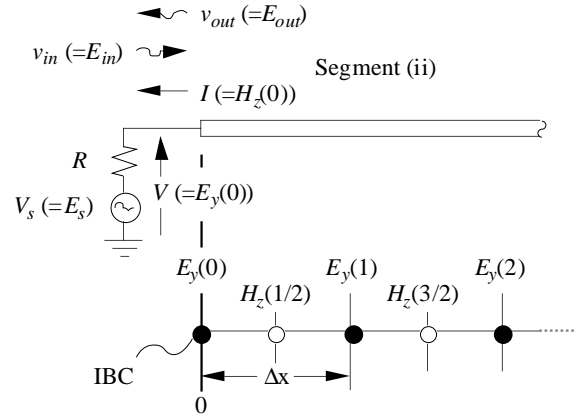 v_out (=E_out)
v_in (=E_in)
Segment (ii)
I (=H_z(0))
R
V_s (=E_s)
V (=E_y(0))
E_y(0) E_y(1) E_y(2)
H_z(1/2) H_z(3/2)
IBC
Δx
0